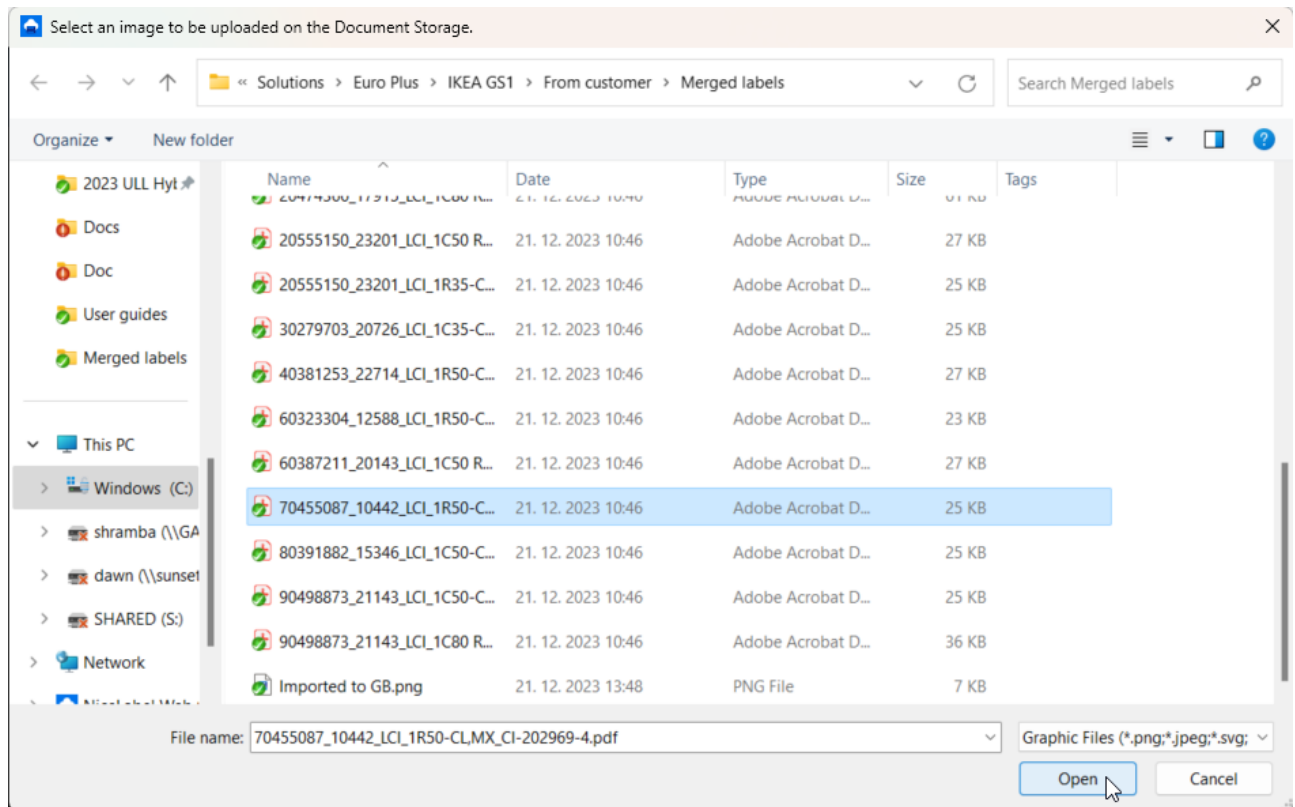 Select an image to be uploaded on the Document Storage.
« Solutions > Euro Plus > IKEA GS1 > From customer > Merged labels
Search Merged labels
Organize
New folder
Name Date Type Size Tags
2023 ULL Hyb
Docs
Doc
User guides
Merged labels
This PC
Windows (C:)
shramba (\\GA
dawn (\\sunset
SHARED (S:)
Network
21. 12. 2023 10:46 Adobe Acrobat D...
20555150_23201_LCI_1C50 R... 21. 12. 2023 10:46 Adobe Acrobat D... 27 KB
20555150_23201_LCI_1R35-C... 21. 12. 2023 10:46 Adobe Acrobat D... 25 KB
30279703_20726_LCI_1C35-C... 21. 12. 2023 10:46 Adobe Acrobat D... 25 KB
40381253_22714_LCI_1R50-C... 21. 12. 2023 10:46 Adobe Acrobat D... 27 KB
60323304_12588_LCI_1R50-C... 21. 12. 2023 10:46 Adobe Acrobat D... 23 KB
60387211_20143_LCI_1C50 R... 21. 12. 2023 10:46 Adobe Acrobat D... 27 KB
70455087_10442_LCI_1R50-C... 21. 12. 2023 10:46 Adobe Acrobat D... 25 KB
80391882_15346_LCI_1C50-C... 21. 12. 2023 10:46 Adobe Acrobat D... 25 KB
90498873_21143_LCI_1C50-C... 21. 12. 2023 10:46 Adobe Acrobat D... 25 KB
90498873_21143_LCI_1C80 R... 21. 12. 2023 10:46 Adobe Acrobat D... 36 KB
Imported to GB.png 21. 12. 2023 13:48 PNG File 7 KB
File name: 70455087_10442_LCI_1R50-CL,MX_CI-202969-4.pdf
Graphic Files (*.png;*.jpeg;*.svg;
Open
Cancel